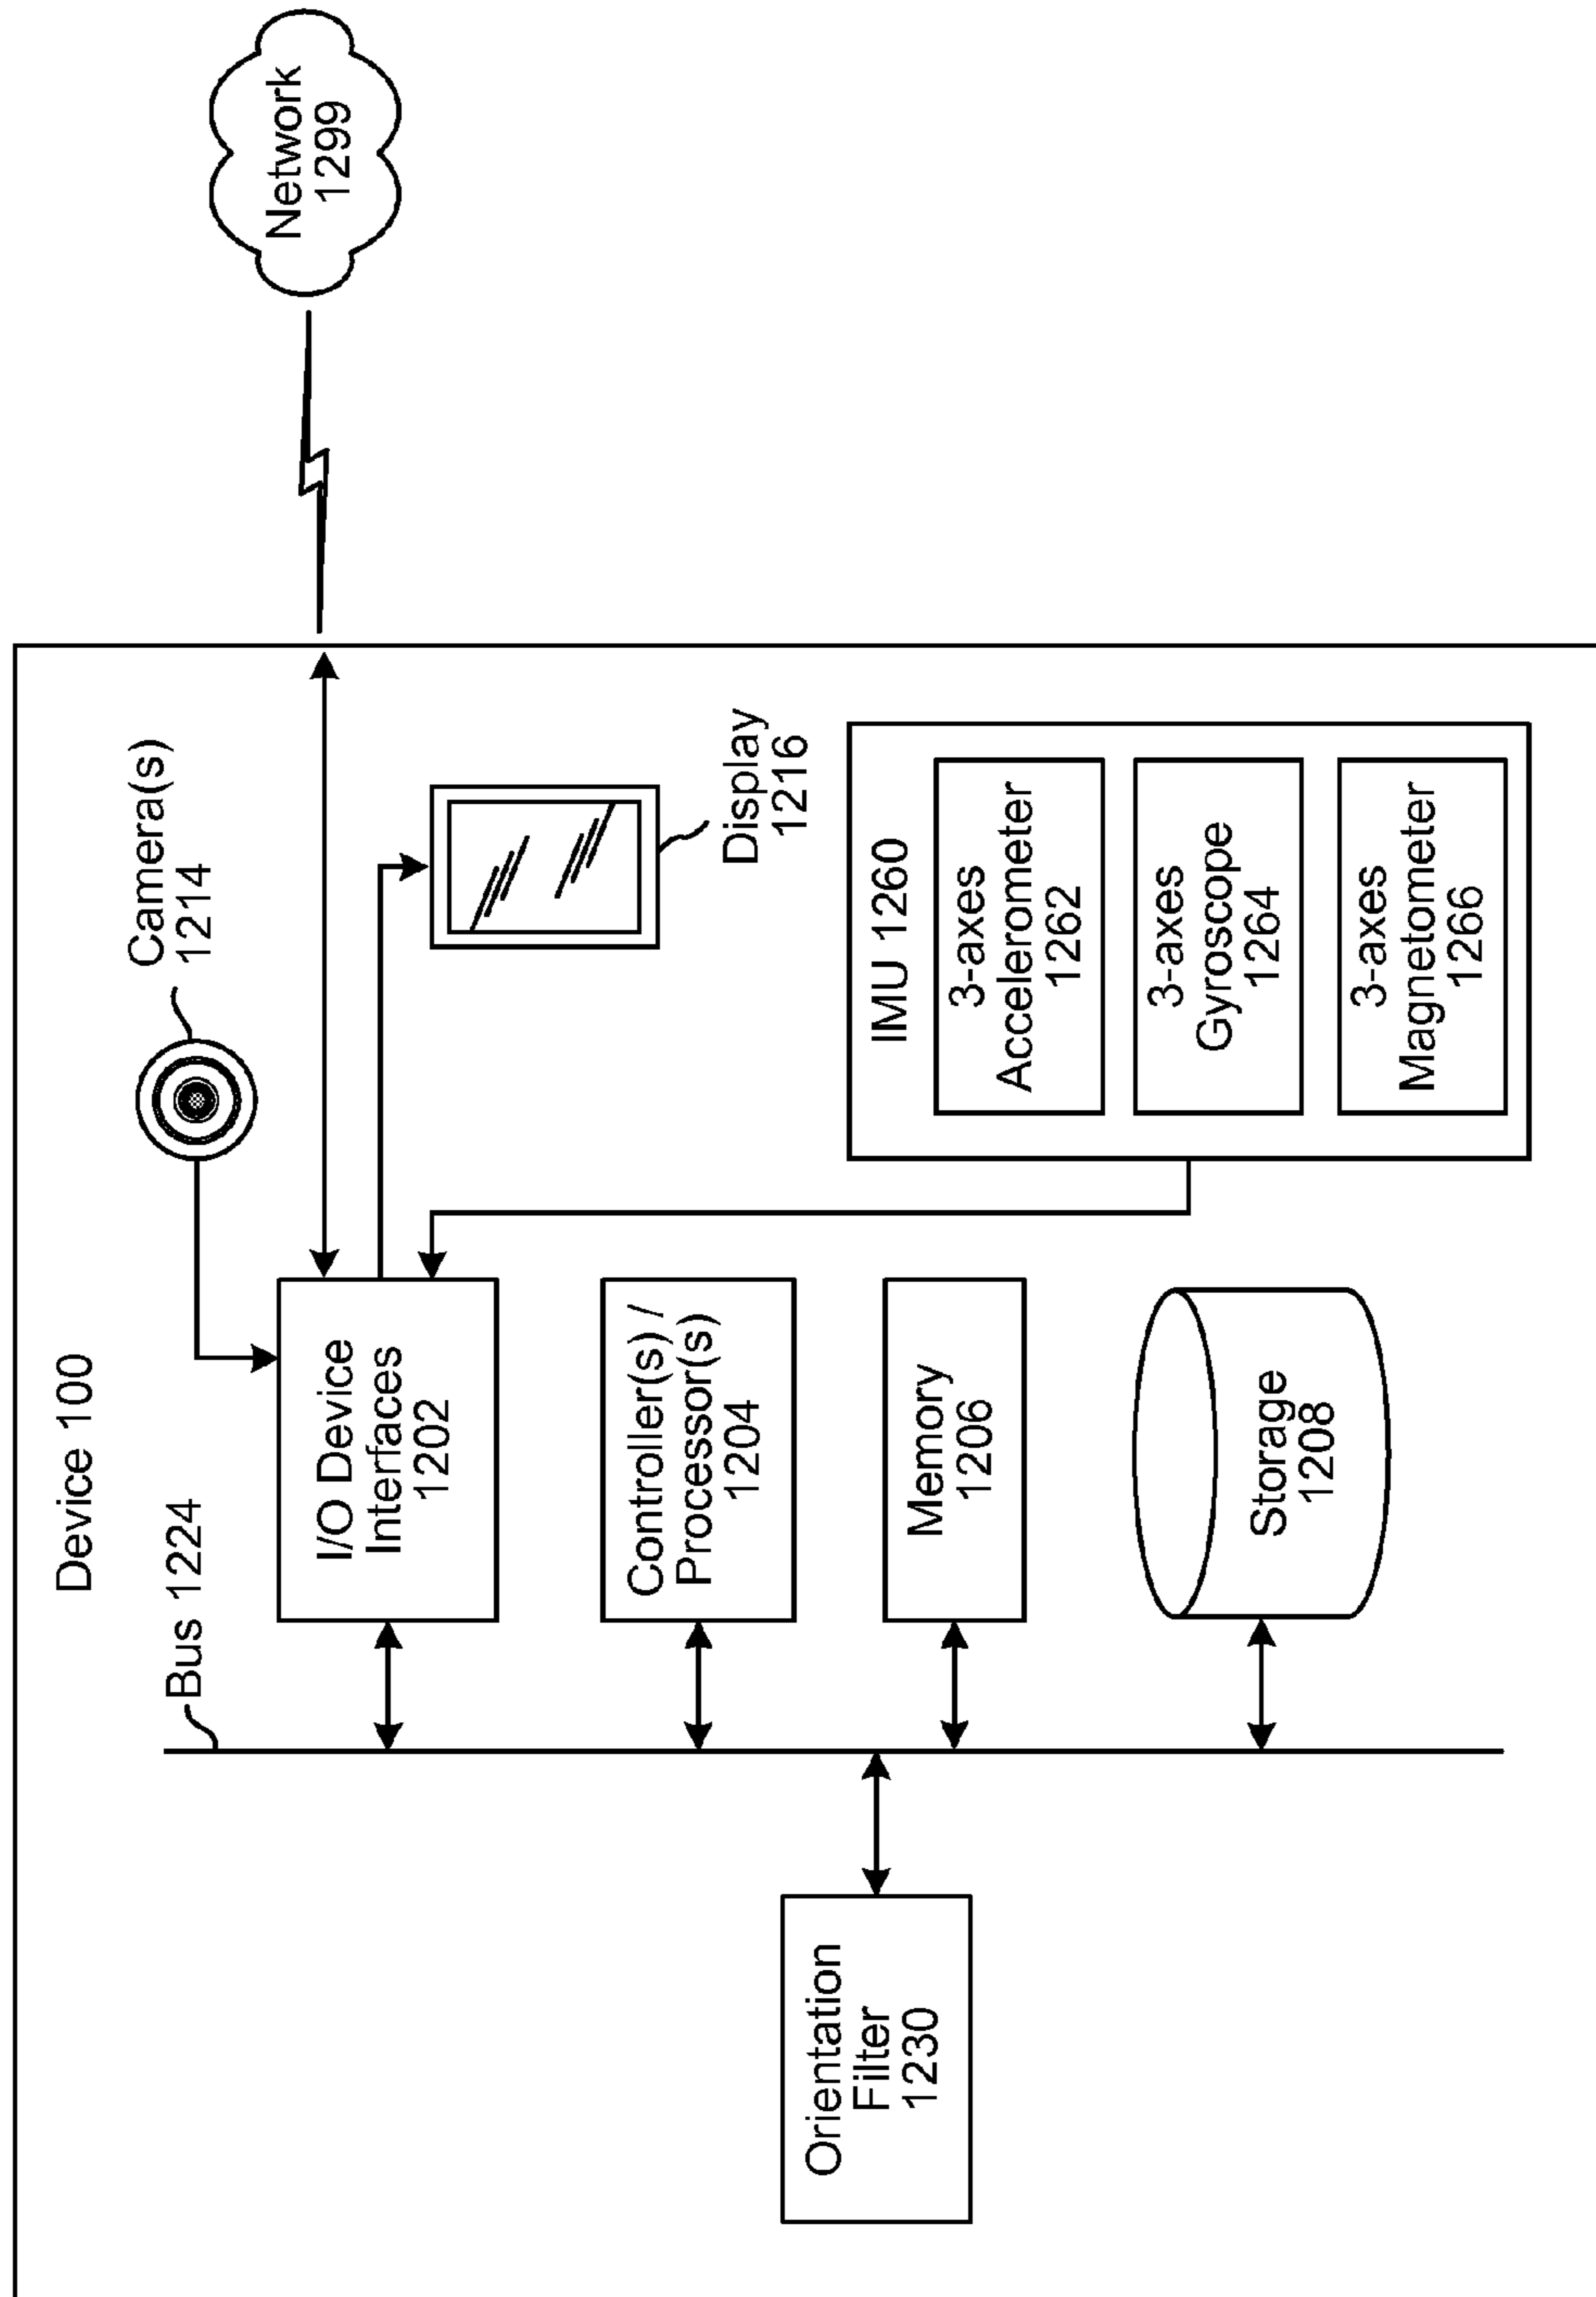 Device 100
Bus 1224
Camera(s)
1214
Network
1299
I/O Device
Interfaces
1202
Display
1216
Controller(s) /
Processor(s)
1204
Orientation
Filter
1230
Memory
1206
IMU 1260
3-axes
Accelerometer
1262
3-axes
Gyroscope
1264
3-axes
Magnetometer
1266
Storage
1208